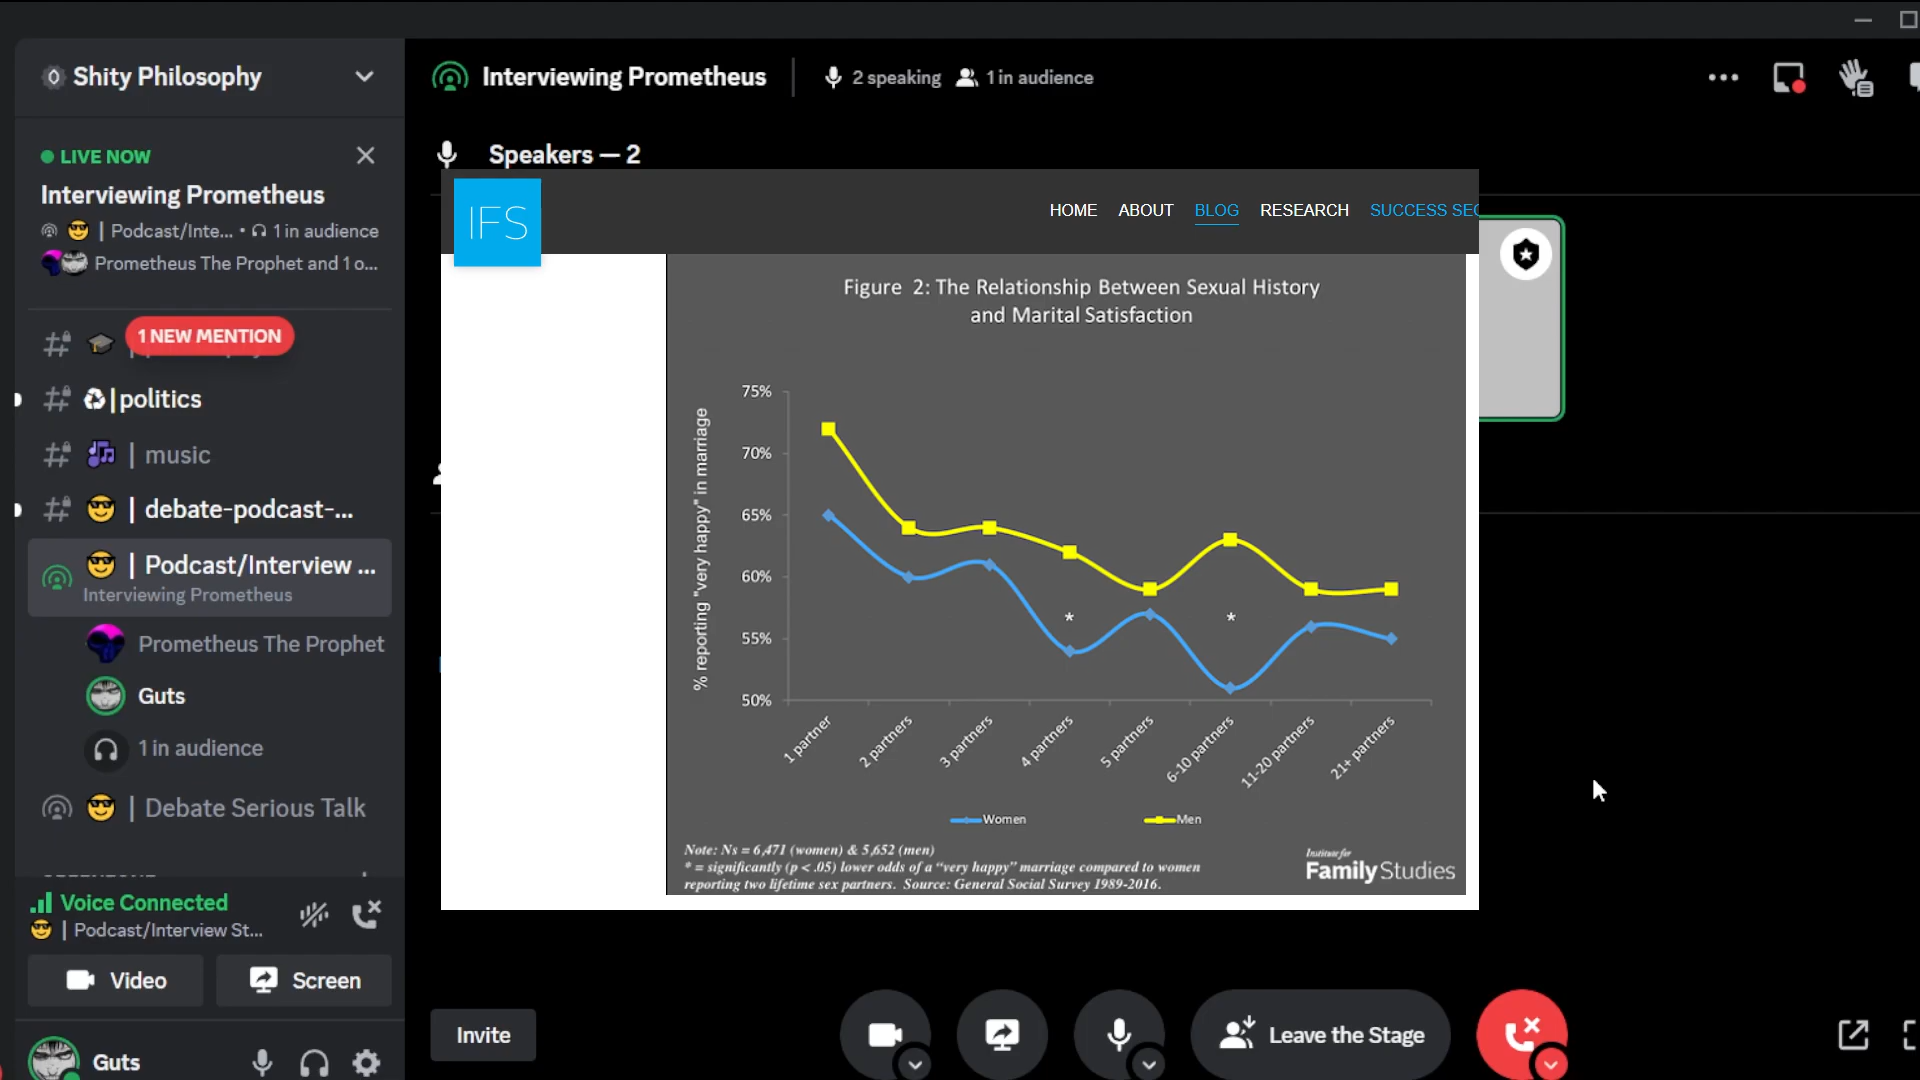 Shity Philosophy
LIVE NOW
Interviewing Prometheus
| Podcast/Inte... • 1 in audience
Prometheus The Prophet and 1 o...
1 NEW MENTION
|politics
| music
| debate-podcast-...
| Podcast/Interview ...
Interviewing Prometheus
Prometheus The Prophet
Guts
1 in audience
| Debate Serious Talk
Voice Connected
| Podcast/Interview St...
Video
Screen
Guts
Interviewing Prometheus
2 speaking
1 in audience
Speakers — 2
IFS
HOME ABOUT BLOG RESEARCH SUCCESS SEQ
Figure 2: The Relationship Between Sexual History
and Marital Satisfaction
% reporting "very happy" in marriage
75%
70%
65%
60%
55%
50%
*
*
1 partner
2 partners
3 partners
4 partners
5 partners
6-10 partners
11-20 partners
21+ partners
Women
Men
Note: Ns = 6,471 (women) & 5,652 (men)
* = significantly (p < .05) lower odds of a “very happy” marriage compared to women
reporting two lifetime sex partners. Source: General Social Survey 1989-2016.
Institute for
Family Studies
Invite
Leave the Stage